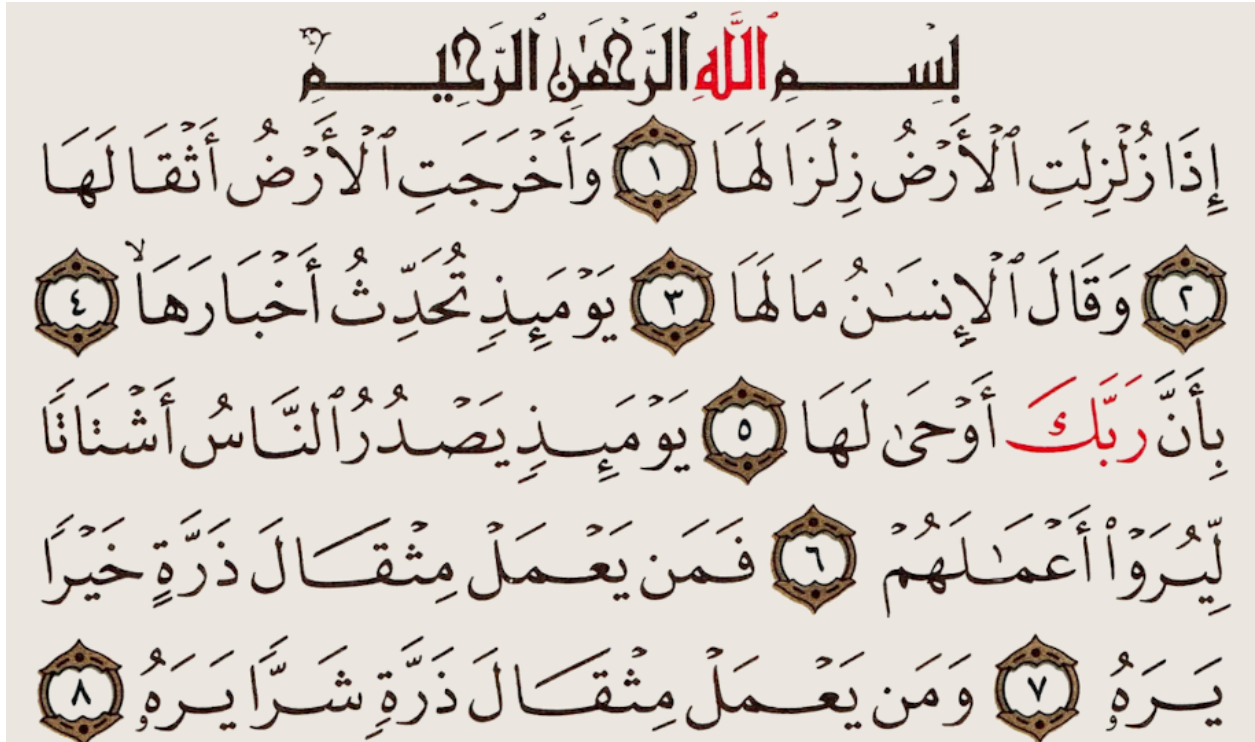 بِسْمِ ٱللَّهِ ٱلرَّحْمَٰنِ ٱلرَّحِيمِ
إِذَا زُلْزِلَتِ ٱلْأَرْضُ زِلْزَالَهَا ١ وَأَخْرَجَتِ ٱلْأَرْضُ أَثْقَالَهَا
٢ وَقَالَ ٱلْإِنسَٰنُ مَا لَهَا ٣ يَوْمَئِذٍ تُحَدِّثُ أَخْبَارَهَا ۙ ٤
بِأَنَّ رَبَّكَ أَوْحَىٰ لَهَا ٥ يَوْمَئِذٍ يَصْدُرُ ٱلنَّاسُ أَشْتَاتًا
لِّيُرَوْا۟ أَعْمَٰلَهُمْ ٦ فَمَن يَعْمَلْ مِثْقَالَ ذَرَّةٍ خَيْرًا
يَرَهُۥ ٧ وَمَن يَعْمَلْ مِثْقَالَ ذَرَّةٍ شَرًّا يَرَهُۥ ٨